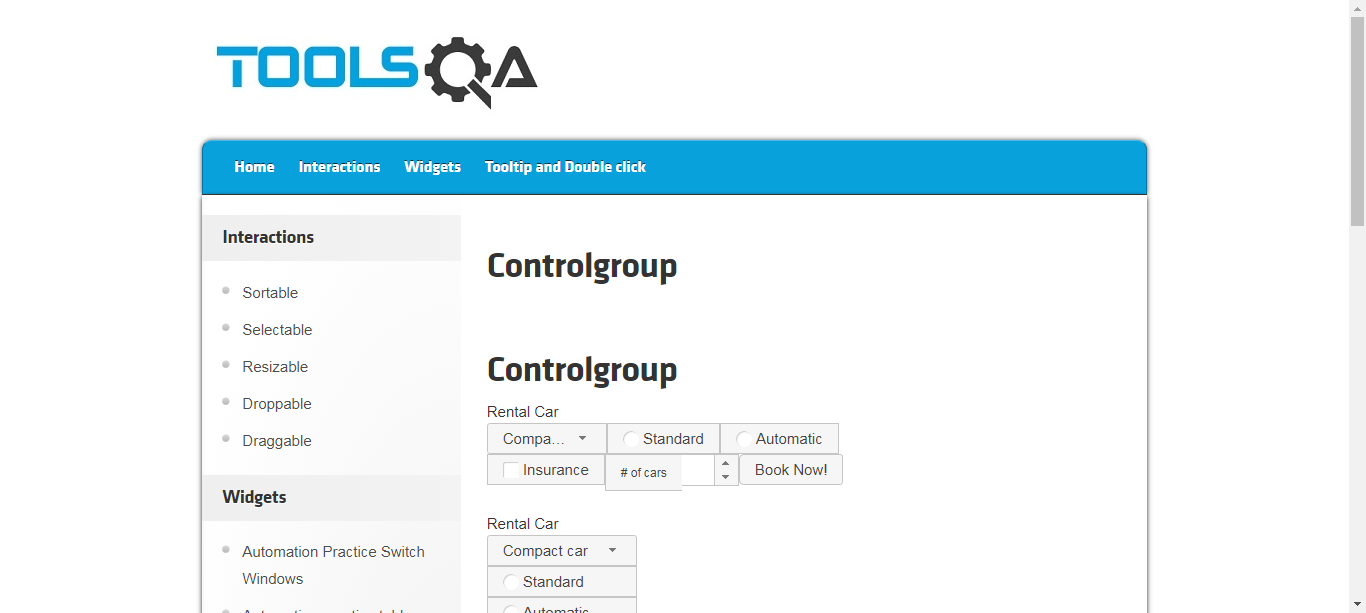 TOOLSQA
Home Interactions Widgets Tooltip and Double click
Interactions
Sortable
Selectable
Resizable
Droppable
Draggable
Widgets
Automation Practice Switch
Windows
Controlgroup
Controlgroup
Rental Car
Compa... Standard Automatic
Insurance # of cars Book Now!
Rental Car
Compact car
Standard
Automatic